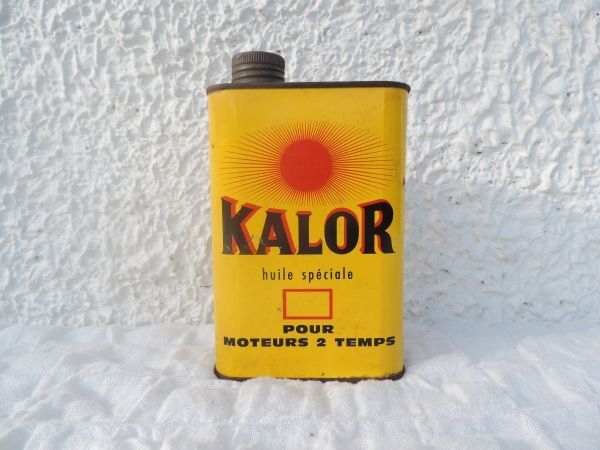 KALOR
huile spéciale
POUR
MOTEURS 2 TEMPS